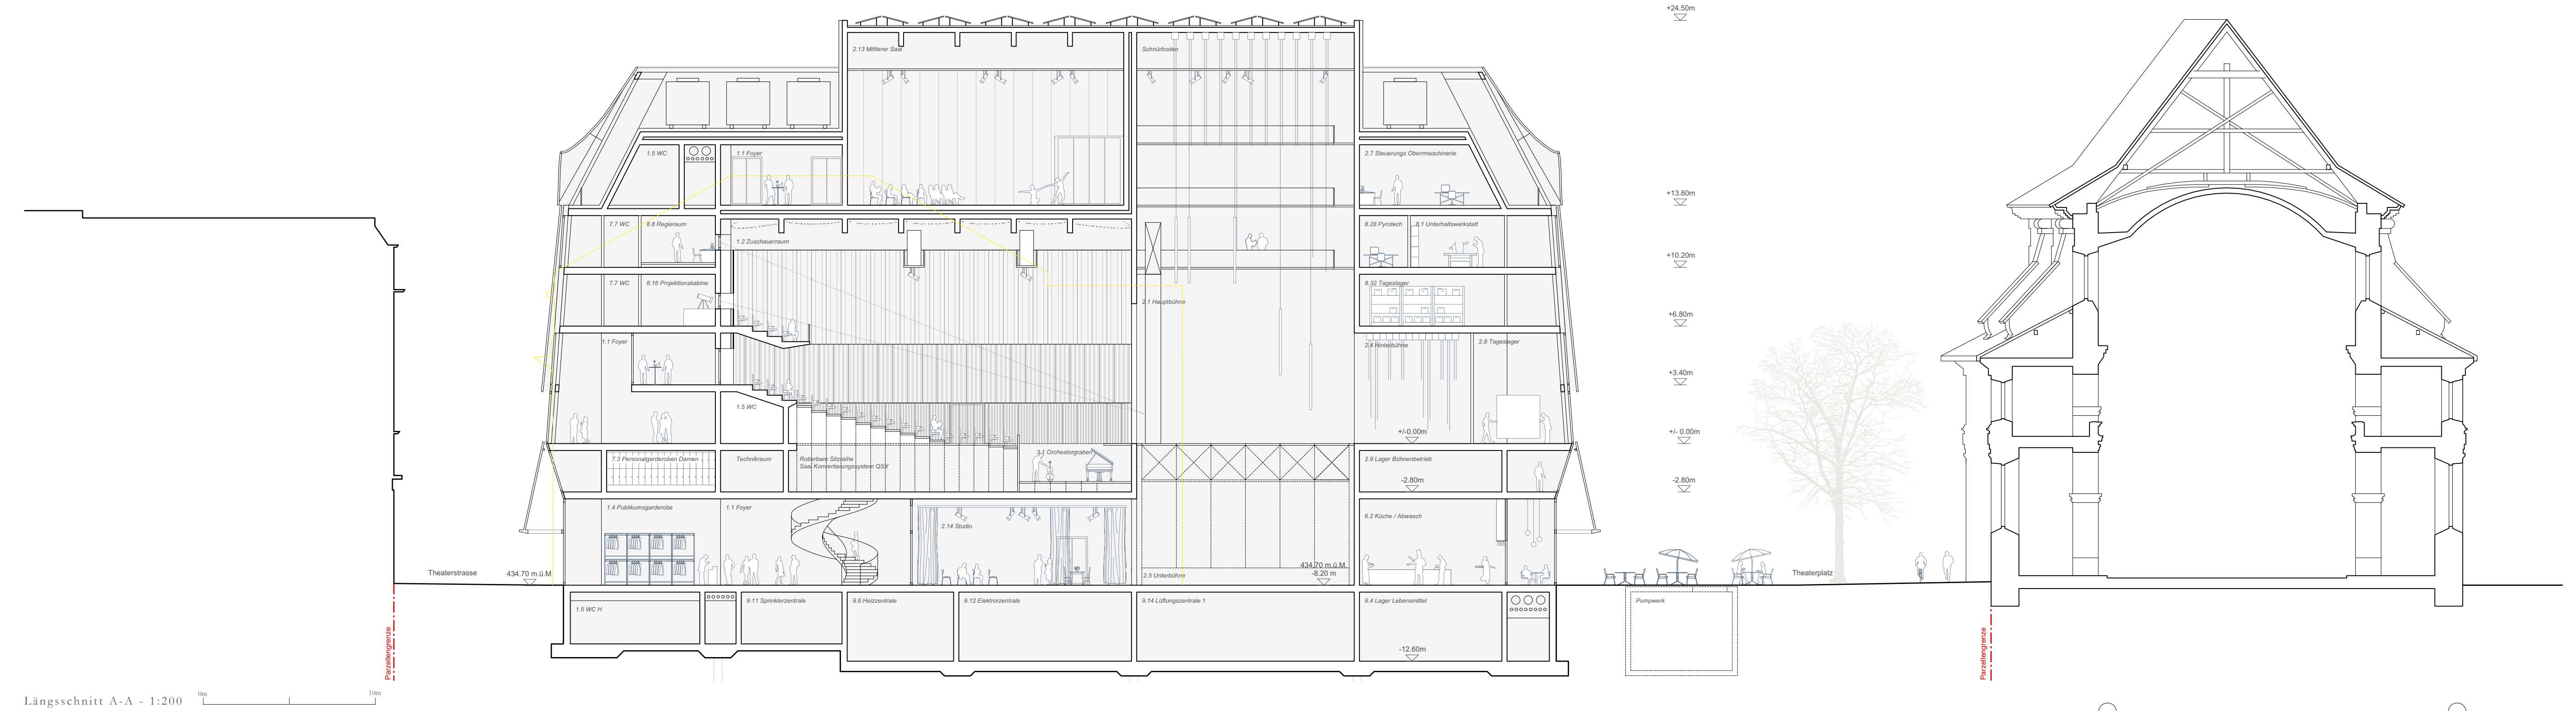 +24.50m
2.13 Mittlerer Saal
Schnürboden
1.5 WC
1.1 Foyer
2.7 Steuerungs Oberrmaschinerie
+13.80m
7.7 WC
8.8 Regieraum
1.2 Zuschauerraum
8.28 Pyrotech
8.1 Unterhaltswerkstatt
+10.20m
7.7 WC
8.16 Projektionskabine
2.1 Hauptbühne
8.32 Tageslager
+6.80m
1.1 Foyer
2.4 Hinterbühne
2.8 Tageslager
+3.40m
1.5 WC
+/-0.00m
+/- 0.00m
7.3 Personalgarderoben Damen
Technikraum
Rollierbare Sitzreihe
Saal Konvertierungssystem QSX
3.1 Orchestergraben
2.9 Lager Bühnenbetrieb
-2.80m
-2.80m
1.4 Publikumsgarderobe
1.1 Foyer
2.14 Studio
6.2 Küche / Abwasch
Theaterstrasse
434.70 m.ü.M.
2.5 Unterbühne
434.70 m.ü.M.
-8.20 m
Theaterplatz
1.5 WC H
9.11 Sprinklerzentrale
9.6 Heizzentrale
9.12 Elektrorzentrale
9.14 Lüftungszentrale 1
9.4 Lager Lebensmittel
Pumpwerk
-12.60m
Parzellengrenze
Parzellengrenze
Längsschnitt A-A - 1:200
0m
10m